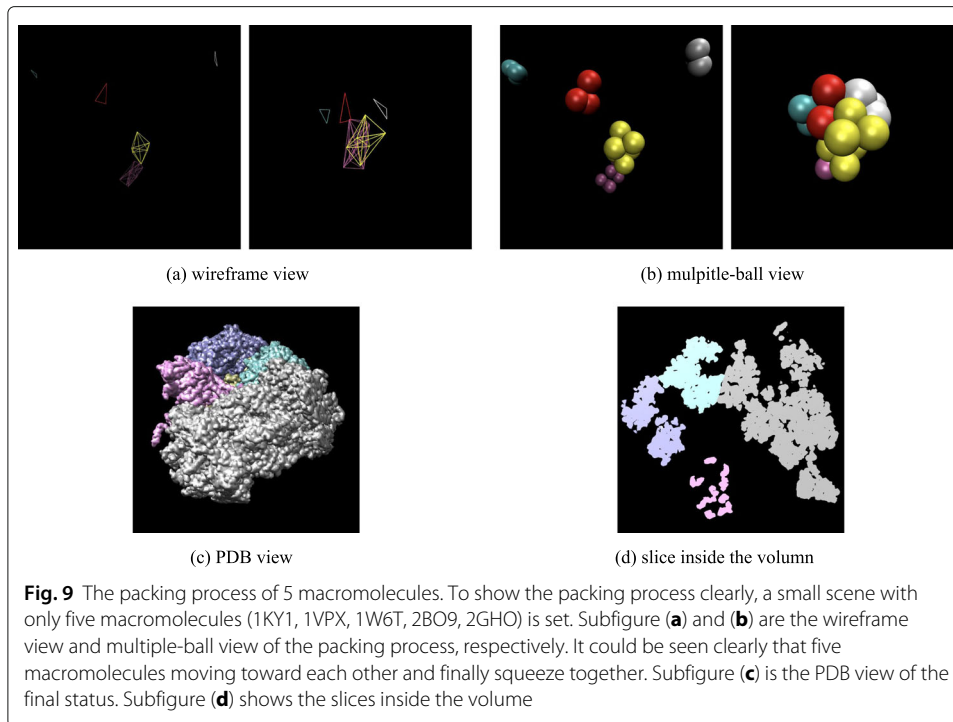 (a) wireframe view
(b) mulpitle-ball view
(c) PDB view
(d) slice inside the volumn
Fig. 9 The packing process of 5 macromolecules. To show the packing process clearly, a small scene with
only five macromolecules (1KY1, 1VPX, 1W6T, 2BO9, 2GHO) is set. Subfigure (a) and (b) are the wireframe
view and multiple-ball view of the packing process, respectively. It could be seen clearly that five
macromolecules moving toward each other and finally squeeze together. Subfigure (c) is the PDB view of the
final status. Subfigure (d) shows the slices inside the volume